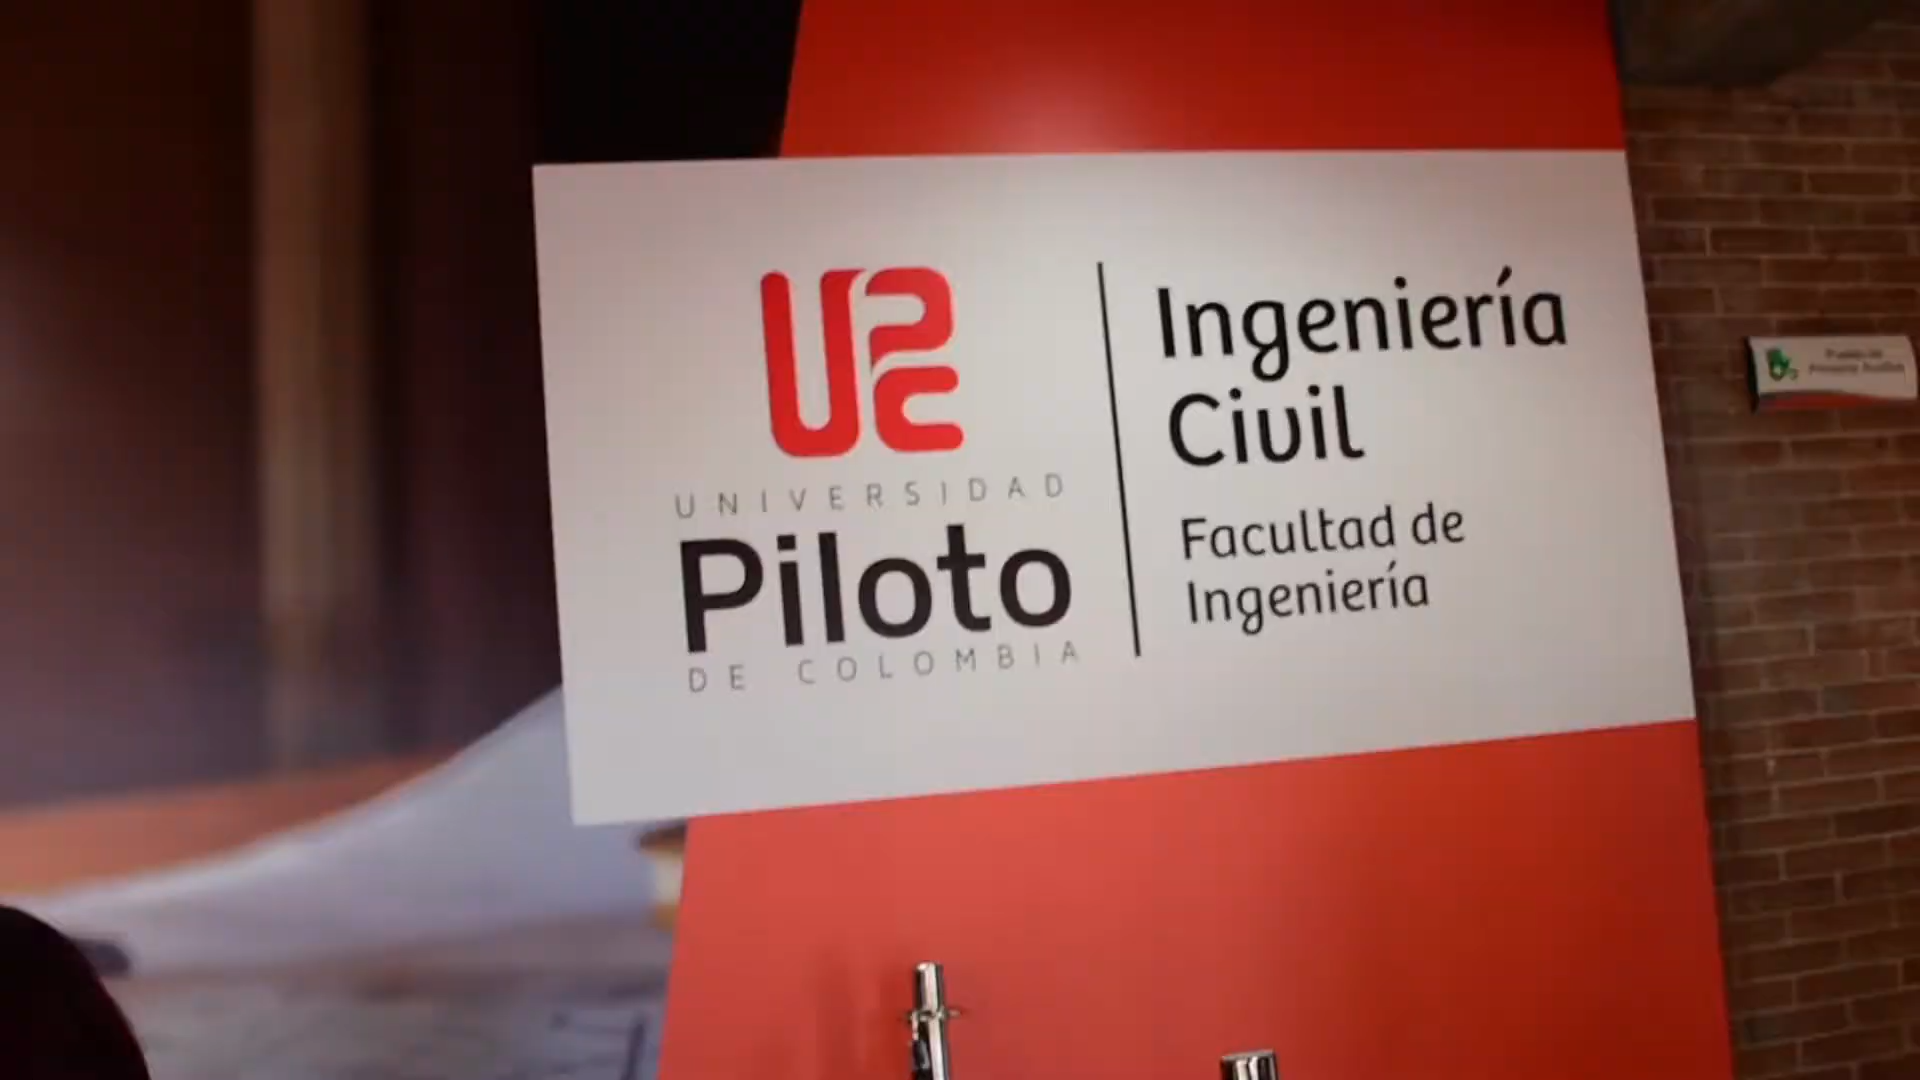 UPC
UNIVERSIDAD
Piloto
DE COLOMBIA
Ingeniería
Civil
Facultad de
Ingeniería